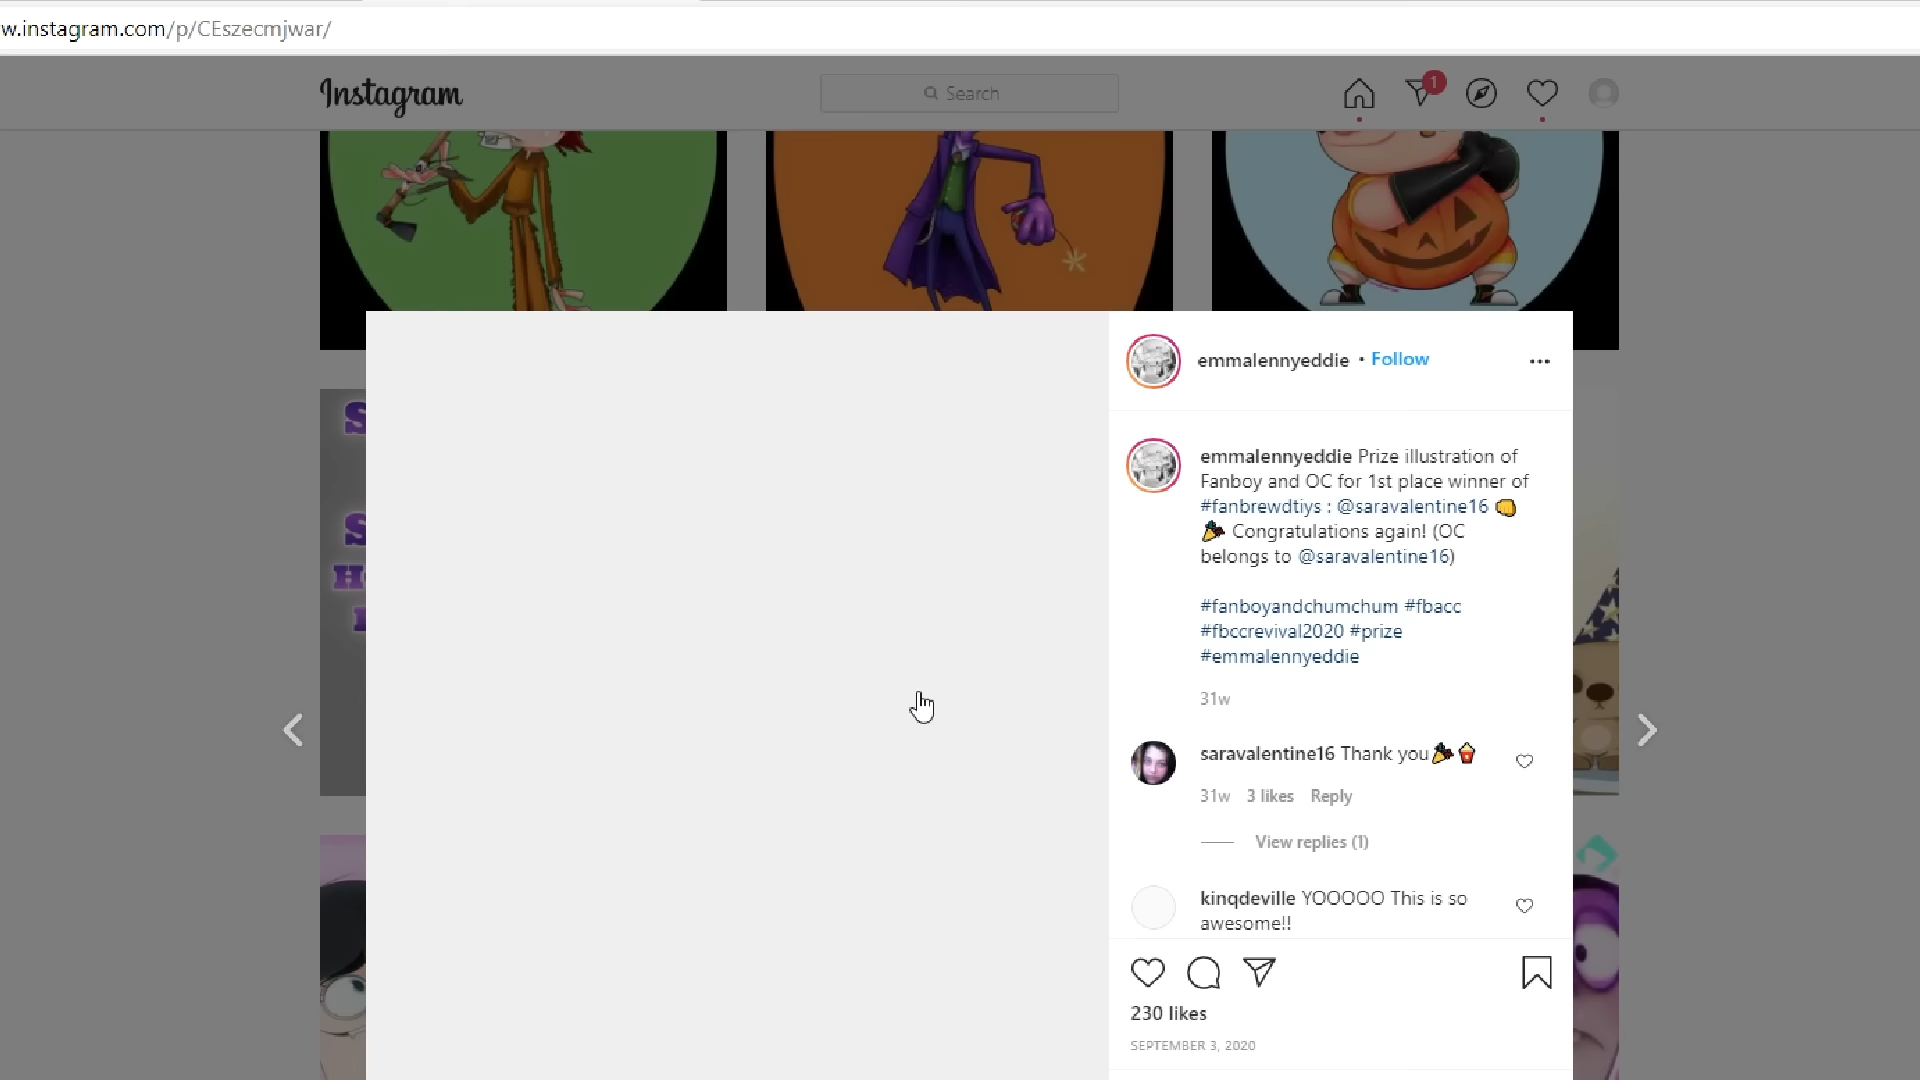 w.instagram.com/p/CEszecmjwar/
Instagram
Search
1
emmalennyeddie • Follow
emmalennyeddie Prize illustration of
Fanboy and OC for 1st place winner of
#fanbrewdtiys : @saravalentine16 👊
🎉 Congratulations again! (OC
belongs to @saravalentine16)
#fanboyandchumchum #fbacc
#fbccrevival2020 #prize
#emmalennyeddie
31w
saravalentine16 Thank you🎉🍿
31w 3 likes Reply
View replies (1)
kinqdeville YOOOOO This is so
awesome!!
230 likes
SEPTEMBER 3, 2020